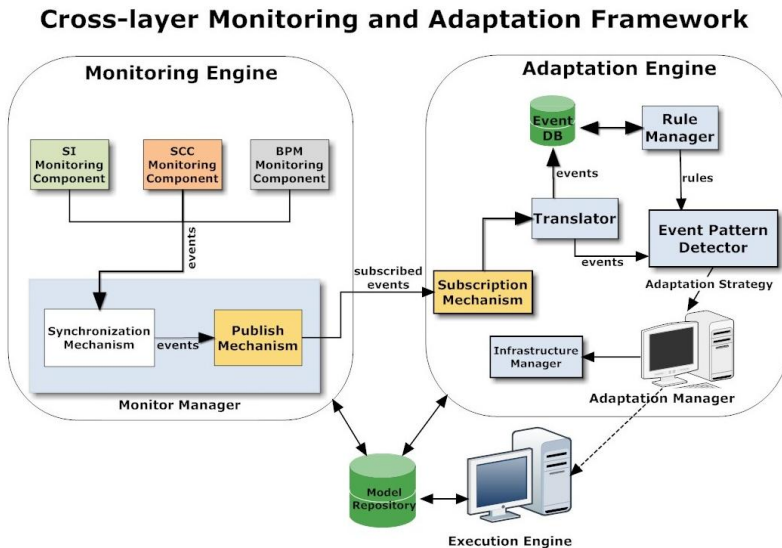 Cross-layer Monitoring and Adaptation Framework
Monitoring Engine
SI
Monitoring
Component
SCC
Monitoring
Component
BPM
Monitoring
Component
events
Synchronization
Mechanism
events
Publish
Mechanism
Monitor Manager
subscribed
events
Adaptation Engine
Event
DB
Rule
Manager
events
rules
Translator
Event Pattern
Detector
events
Subscription
Mechanism
Adaptation Strategy
Infrastructure
Manager
Adaptation Manager
Model
Repository
Execution Engine